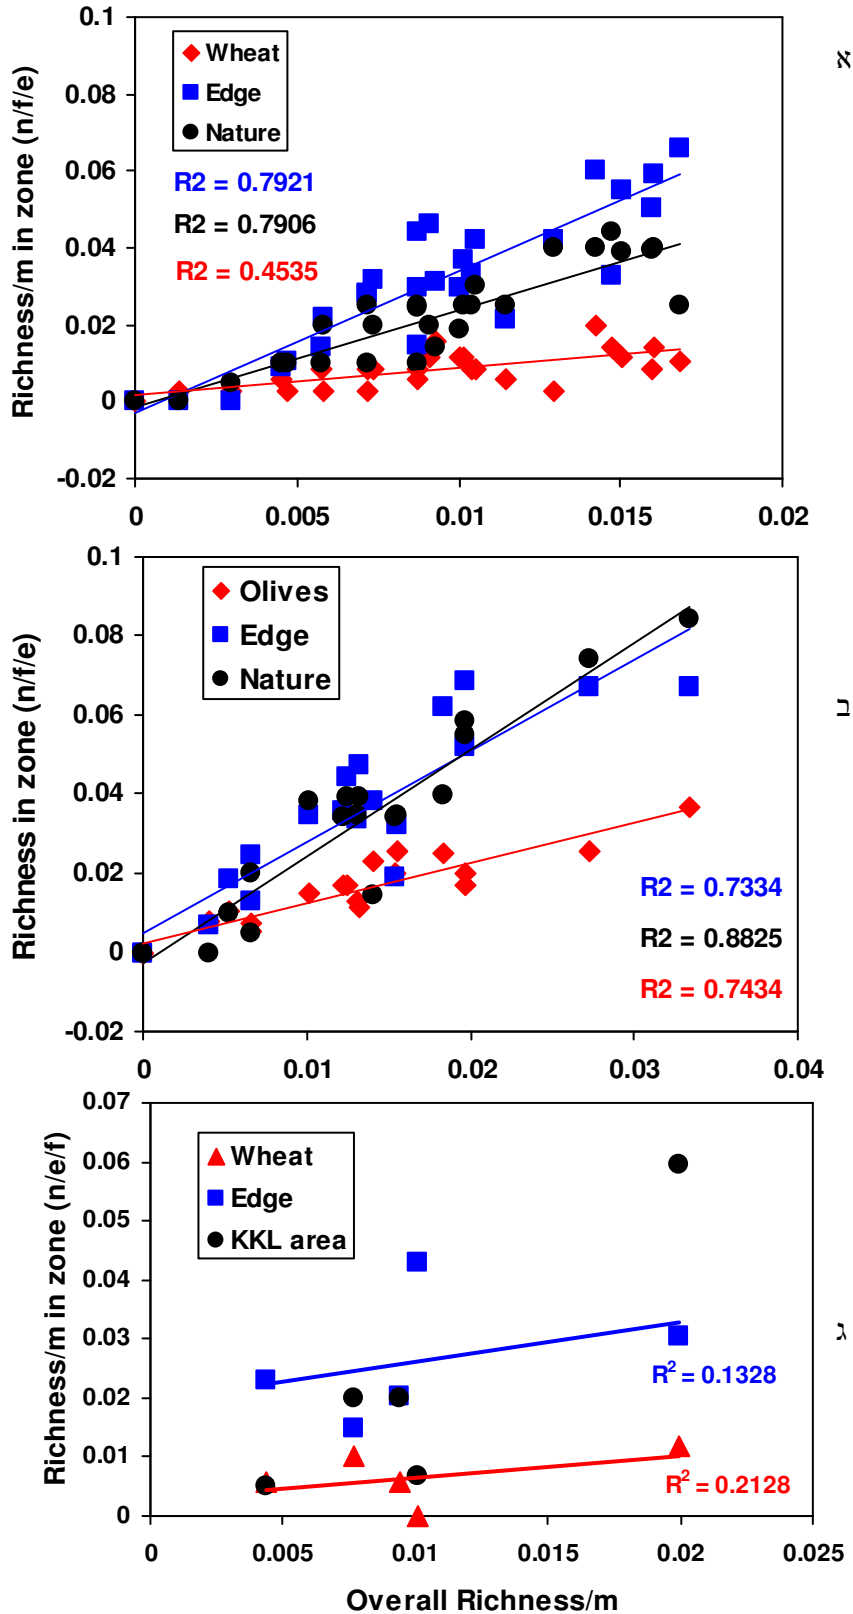 0.1
0.08
0.06
0.04
0.02
0
-0.02
Richness/m in zone (n/f/e)
Wheat
Edge
Nature
R2 = 0.7921
R2 = 0.7906
R2 = 0.4535
0 0.005 0.01 0.015 0.02
א
0.1
0.08
0.06
0.04
0.02
0
-0.02
Richness in zone (n/f/e)
Olives
Edge
Nature
R2 = 0.7334
R2 = 0.8825
R2 = 0.7434
0 0.01 0.02 0.03 0.04
ב
0.07
0.06
0.05
0.04
0.03
0.02
0.01
0
Richness/m in zone (n/e/f)
Wheat
Edge
KKL area
R² = 0.1328
R² = 0.2128
0 0.005 0.01 0.015 0.02 0.025
Overall Richness/m
ג